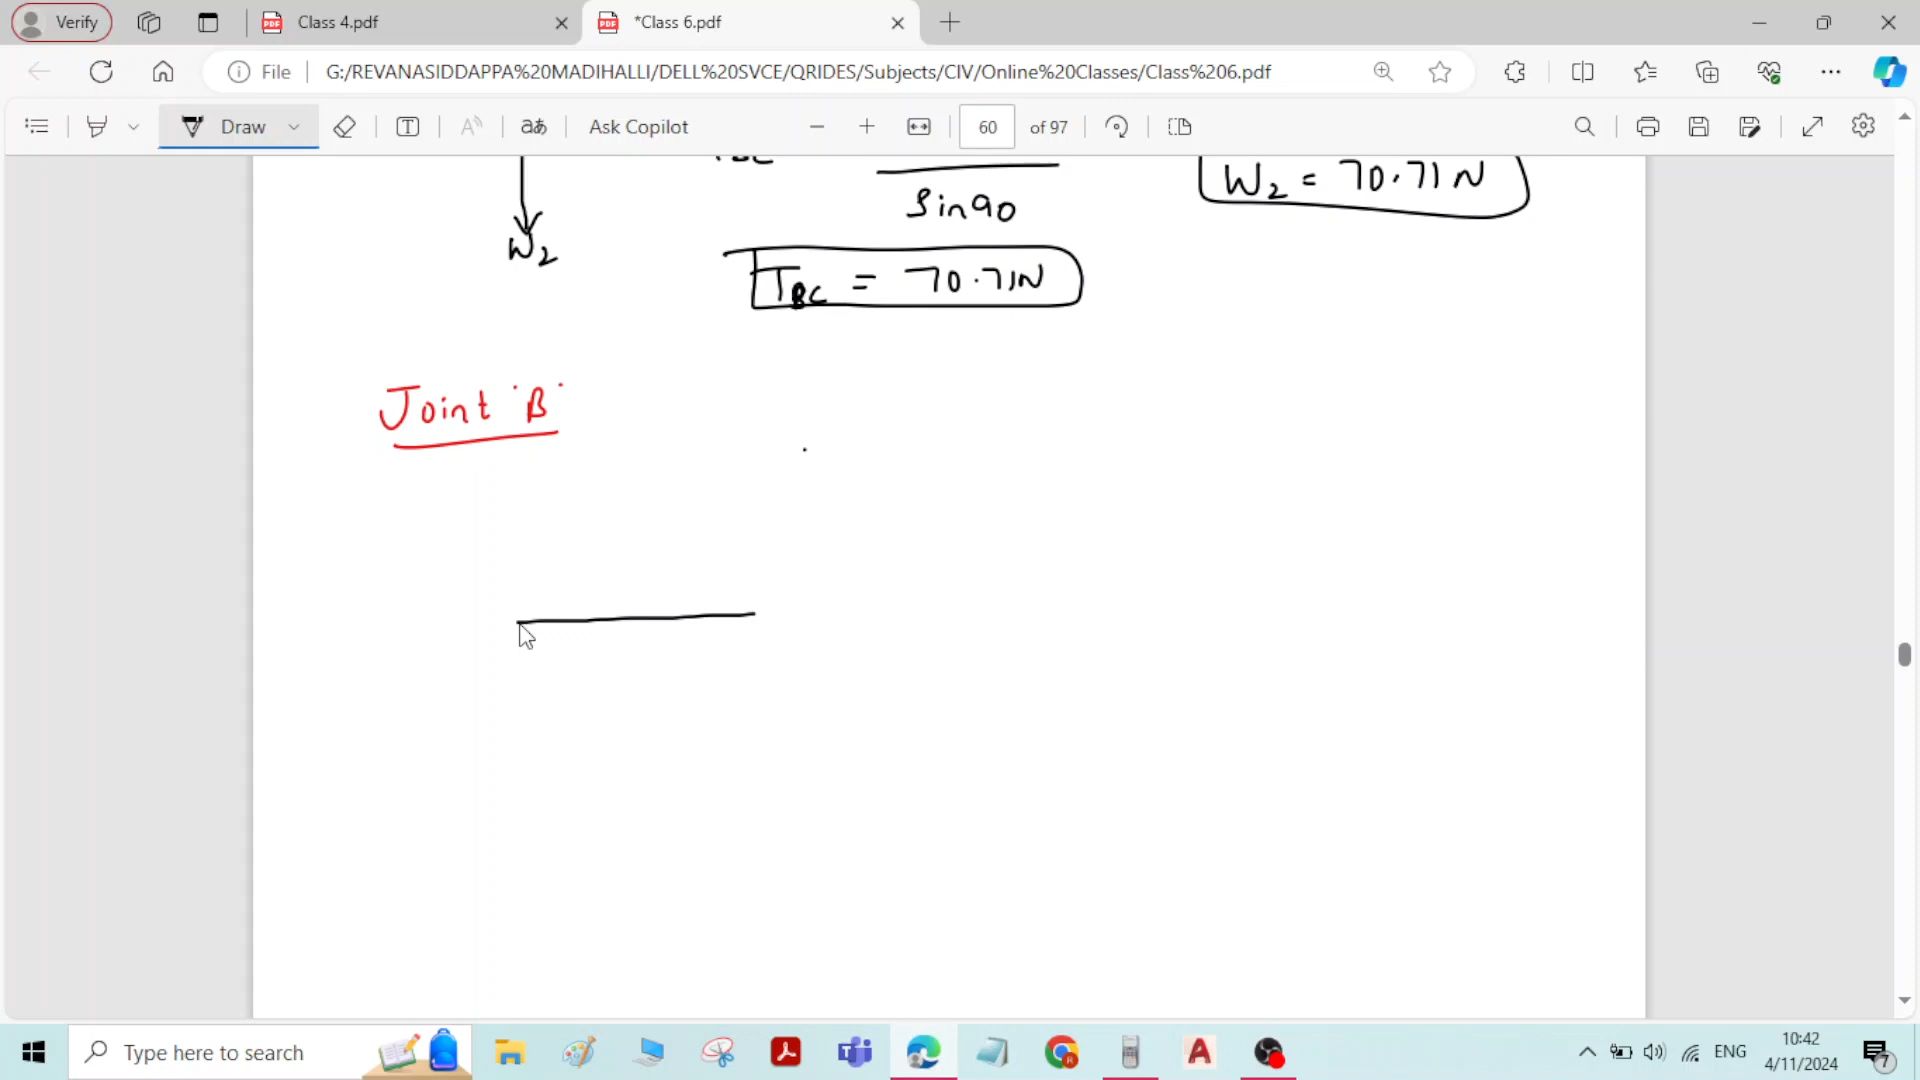 Verify
Class 4.pdf
*Class 6.pdf
File
G:/REVANASIDDAPPA%20MADIHALLI/DELL%20SVCE/QRIDES/Subjects/CIV/Online%20Classes/Class%206.pdf
Draw
Ask Copilot
60 of 97
Sin90
W2 = 70.71N
W2
TBC = 70.71N
Joint 'B'
Type here to search
ENG
10:42
4/11/2024
7